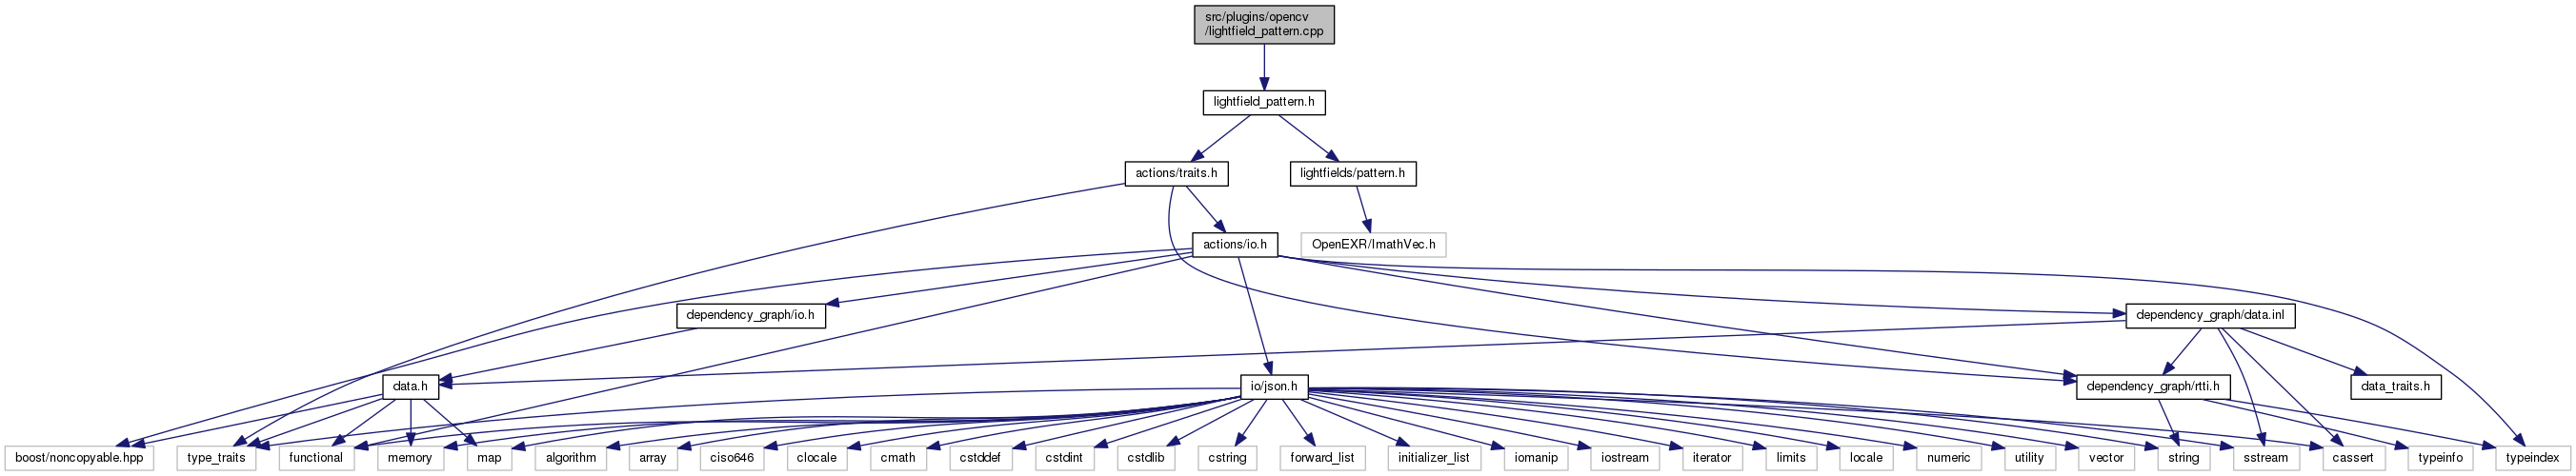 src/plugins/opencv
/lightfield_pattern.cpp
lightfield_pattern.h
actions/traits.h
lightfields/pattern.h
actions/io.h
OpenEXR/ImathVec.h
dependency_graph/io.h
dependency_graph/data.inl
data.h
io/json.h
dependency_graph/rtti.h
data_traits.h
boost/noncopyable.hpp
type_traits
functional
memory
map
algorithm
array
ciso646
clocale
cmath
cstddef
cstdint
cstdlib
cstring
forward_list
initializer_list
iomanip
iostream
iterator
limits
locale
numeric
utility
vector
string
sstream
cassert
typeinfo
typeindex